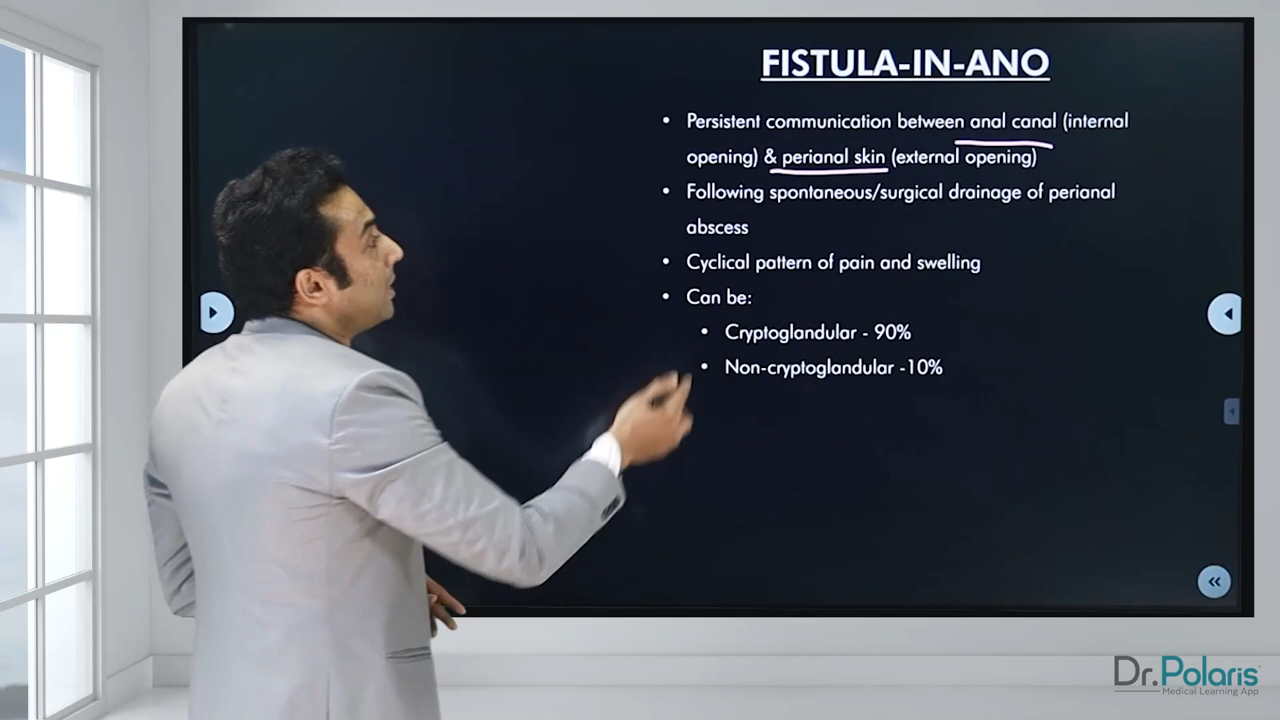 FISTULA-IN-ANO
• Persistent communication between anal canal (internal
opening) & perianal skin (external opening)
• Following spontaneous/surgical drainage of perianal
abscess
• Cyclical pattern of pain and swelling
• Can be:
• Cryptoglandular - 90%
• Non-cryptoglandular -10%
Dr.Polaris
Medical Learning App